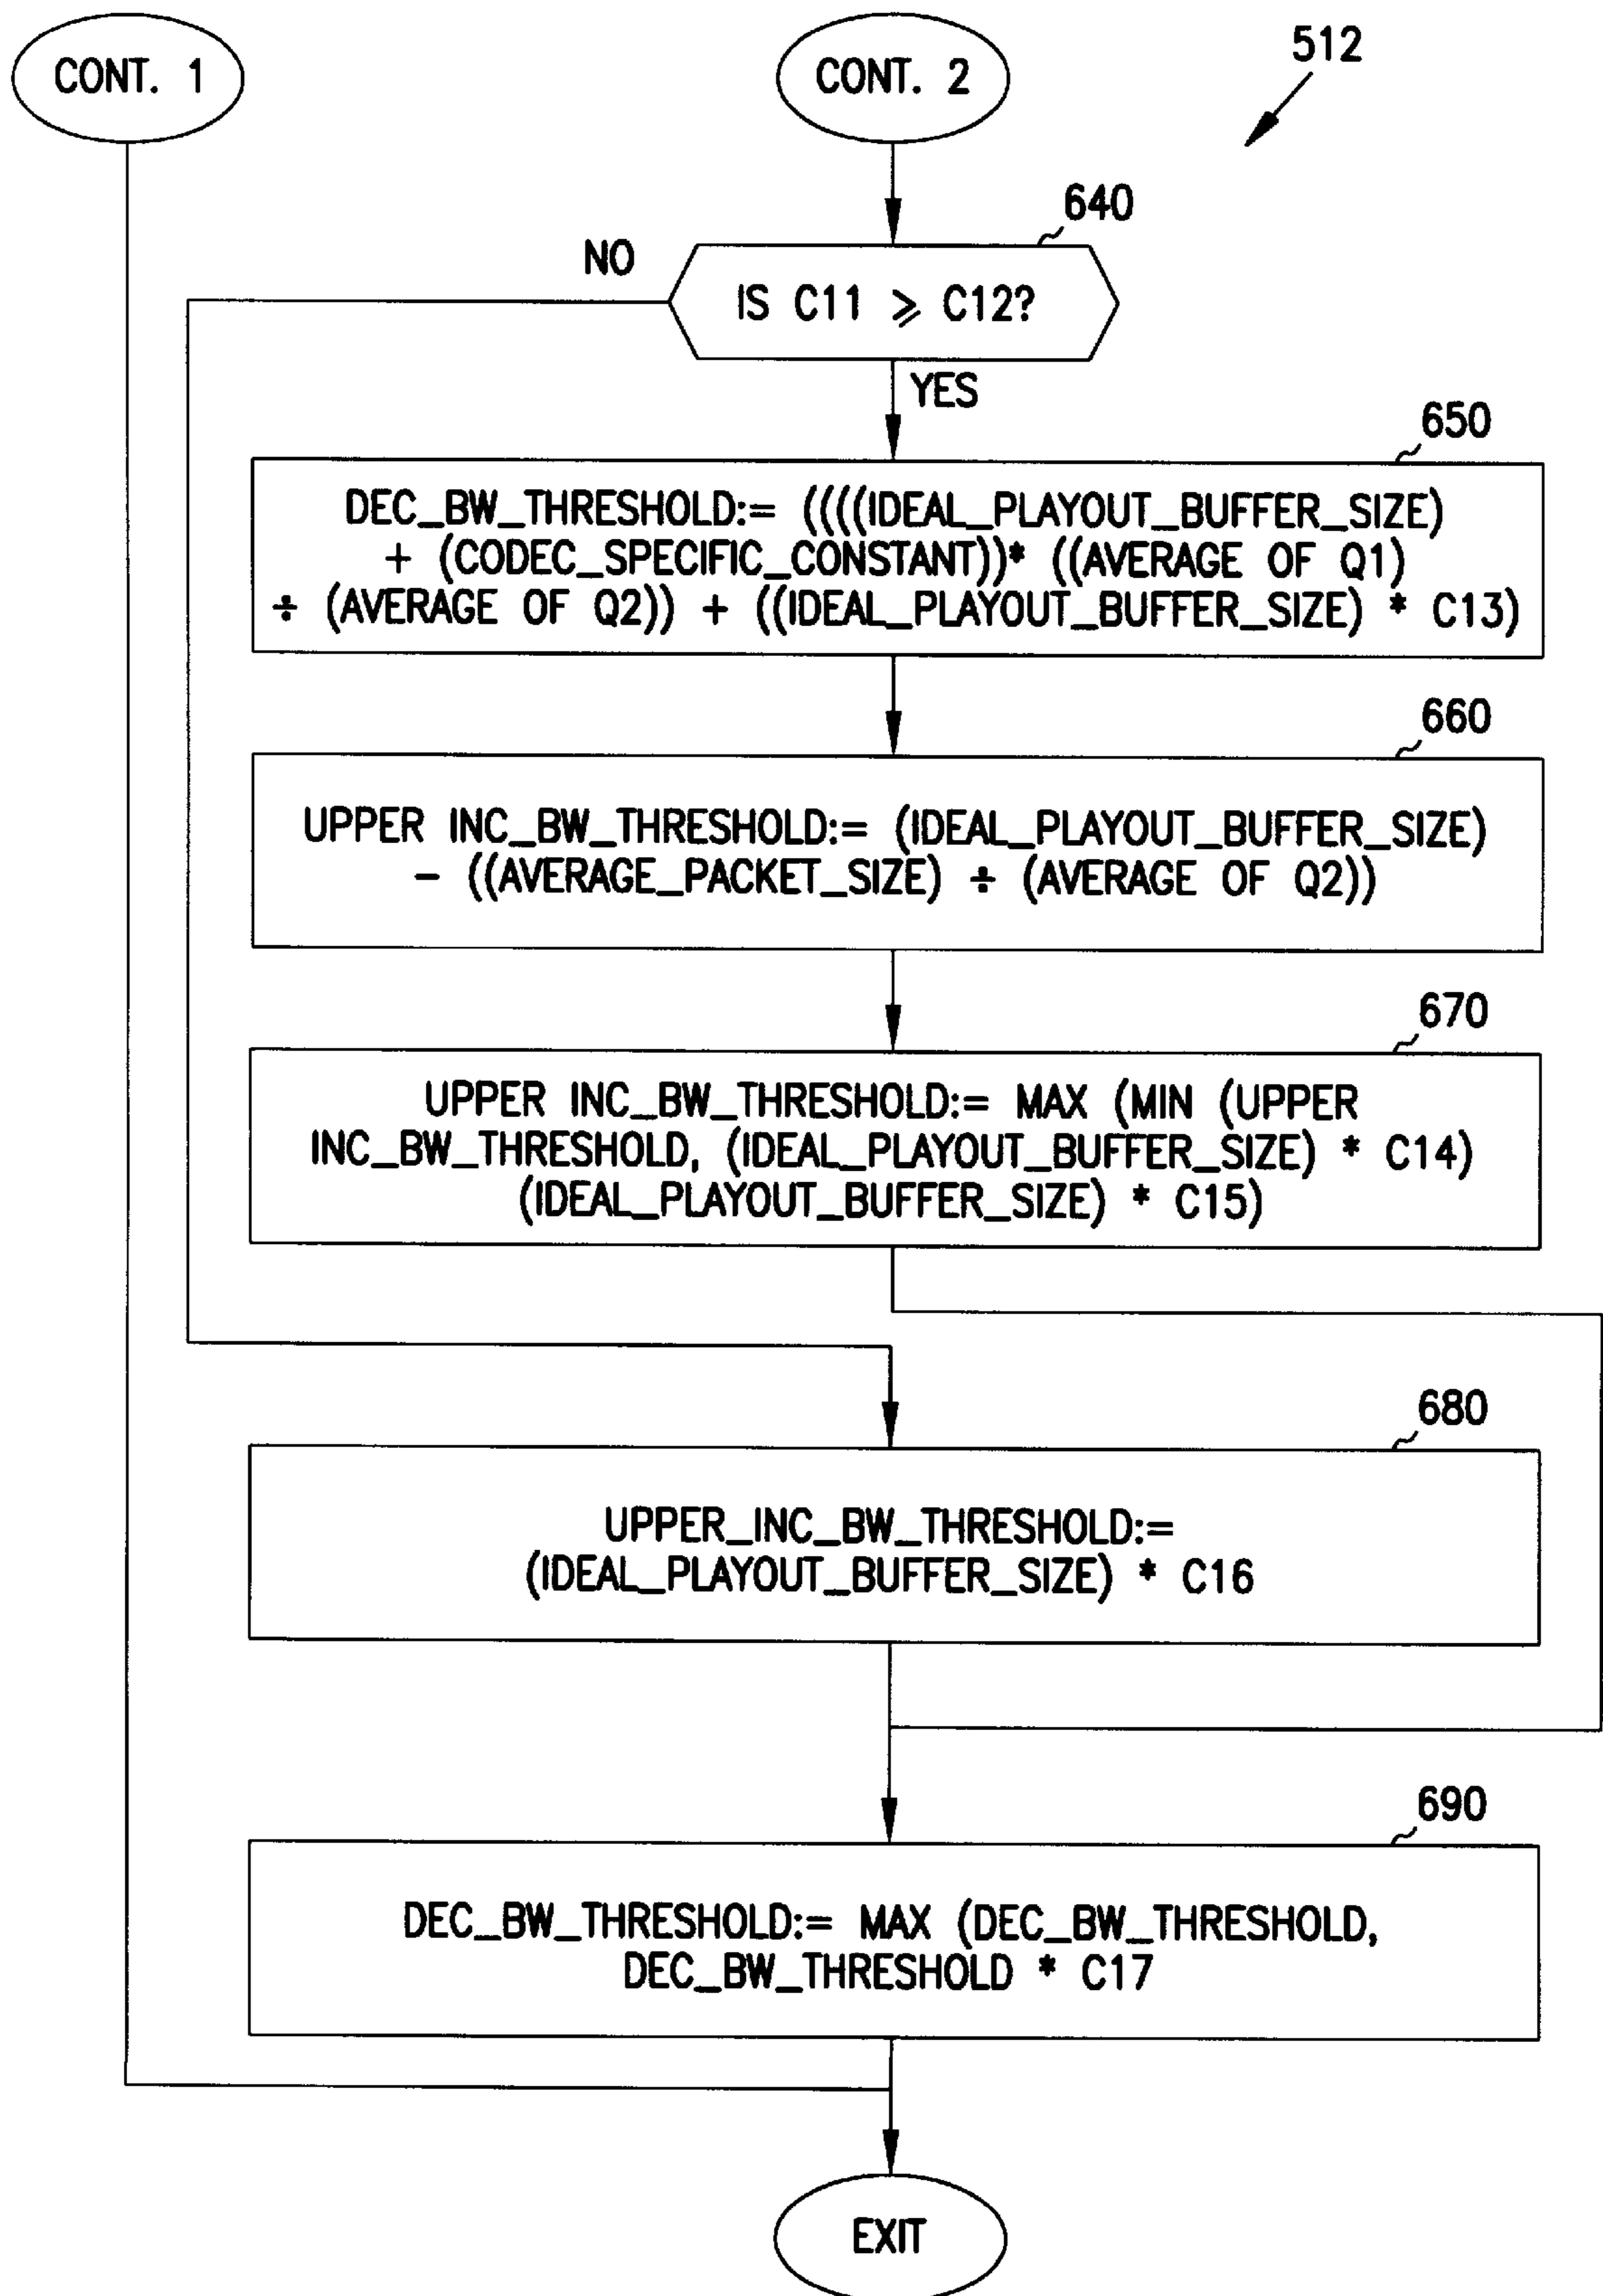 CONT. 1
CONT. 2
512
640
NO
IS C11 ⩾ C12?
YES
650
DEC_BW_THRESHOLD:= ((((IDEAL_PLAYOUT_BUFFER_SIZE)
+ (CODEC_SPECIFIC_CONSTANT))* ((AVERAGE OF Q1)
÷ (AVERAGE OF Q2)) + ((IDEAL_PLAYOUT_BUFFER_SIZE) * C13)
660
UPPER INC_BW_THRESHOLD:= (IDEAL_PLAYOUT_BUFFER_SIZE)
− ((AVERAGE_PACKET_SIZE) ÷ (AVERAGE OF Q2))
670
UPPER INC_BW_THRESHOLD:= MAX (MIN (UPPER
INC_BW_THRESHOLD, (IDEAL_PLAYOUT_BUFFER_SIZE) * C14)
(IDEAL_PLAYOUT_BUFFER_SIZE) * C15)
680
UPPER_INC_BW_THRESHOLD:=
(IDEAL_PLAYOUT_BUFFER_SIZE) * C16
690
DEC_BW_THRESHOLD:= MAX (DEC_BW_THRESHOLD,
DEC_BW_THRESHOLD * C17
EXIT